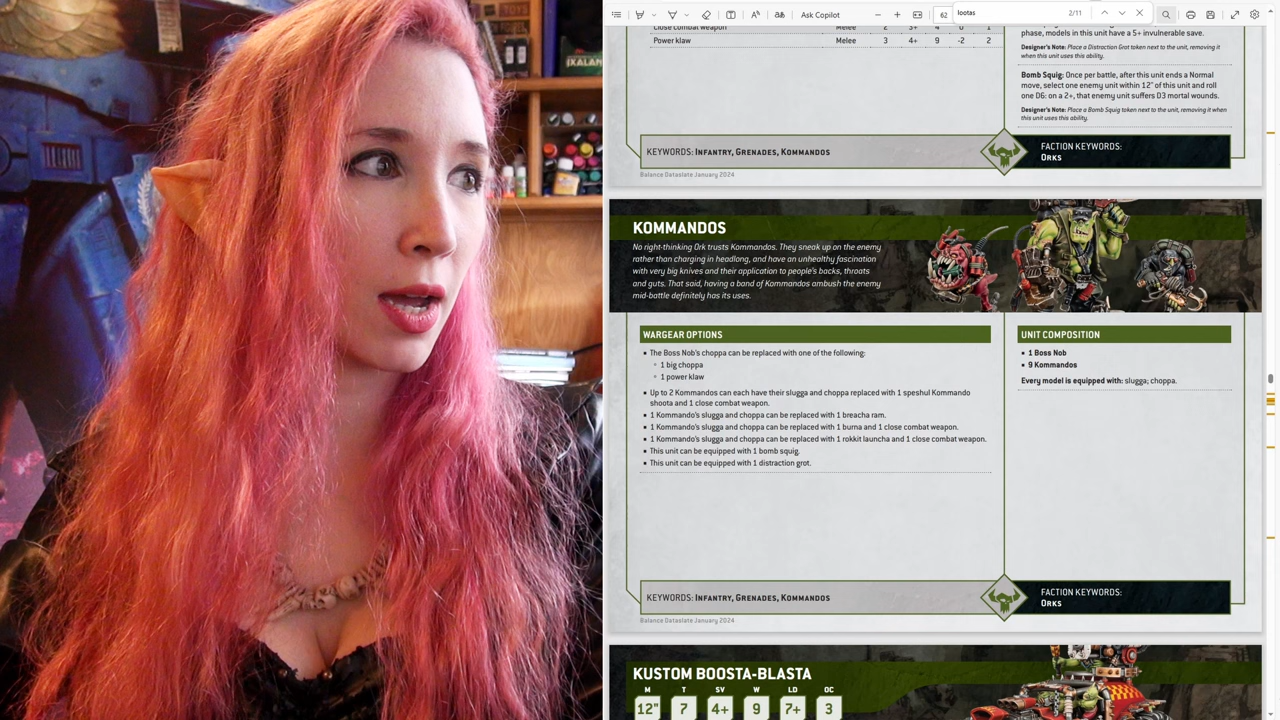 Ask Copilot
62
lootas
2/11
TOYS
IXALAN
Melee 2 3+ 4 0 1
Power klaw Melee 3 4+ 9 -2 2
phase, models in this unit have a 5+ invulnerable save.
Designer's Note: Place a Distraction Grot token next to the unit, removing it
when this unit uses this ability.
Bomb Squig: Once per battle, after this unit ends a Normal
move, select one enemy unit within 12" of this unit and roll
one D6: on a 2+, that enemy unit suffers D3 mortal wounds.
Designer's Note: Place a Bomb Squig token next to the unit, removing it when
this unit uses this ability.
KEYWORDS: Infantry, Grenades, Kommandos
FACTION KEYWORDS:
Orks
Balance Dataslate January 2024
KOMMANDOS
No right-thinking Ork trusts Kommandos. They sneak up on the enemy
rather than charging in headlong, and have an unhealthy fascination
with very big knives and their application to people's backs, throats
and guts. That said, having a band of Kommandos ambush the enemy
mid-battle definitely has its uses.
WARGEAR OPTIONS
▪ The Boss Nob's choppa can be replaced with one of the following:
◦ 1 big choppa
◦ 1 power klaw
▪ Up to 2 Kommandos can each have their slugga and choppa replaced with 1 speshul Kommando
shoota and 1 close combat weapon.
▪ 1 Kommando's slugga and choppa can be replaced with 1 breacha ram.
▪ 1 Kommando's slugga and choppa can be replaced with 1 burna and 1 close combat weapon.
▪ 1 Kommando's slugga and choppa can be replaced with 1 rokkit launcha and 1 close combat weapon.
▪ This unit can be equipped with 1 bomb squig.
▪ This unit can be equipped with 1 distraction grot.
UNIT COMPOSITION
▪ 1 Boss Nob
▪ 9 Kommandos
Every model is equipped with: slugga; choppa.
KEYWORDS: Infantry, Grenades, Kommandos
FACTION KEYWORDS:
Orks
Balance Dataslate January 2024
KUSTOM BOOSTA-BLASTA
M T SV W LD OC
12" 7 4+ 9 7+ 3